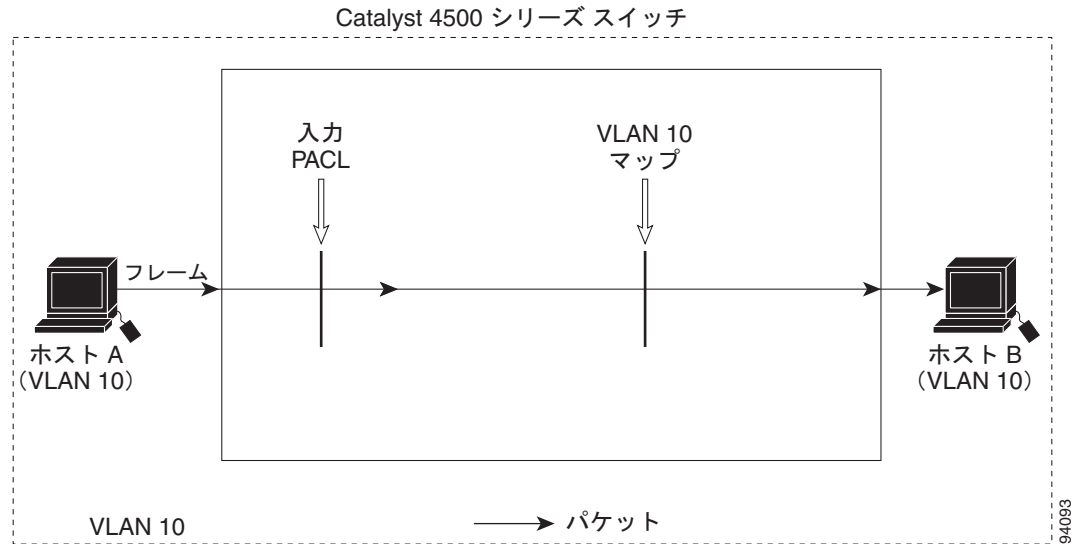 Catalyst 4500 シリーズ スイッチ
入力
PACL
VLAN 10
マップ
フレーム
ホスト A
（VLAN 10）
ホスト B
（VLAN 10）
VLAN 10
パケット
94093